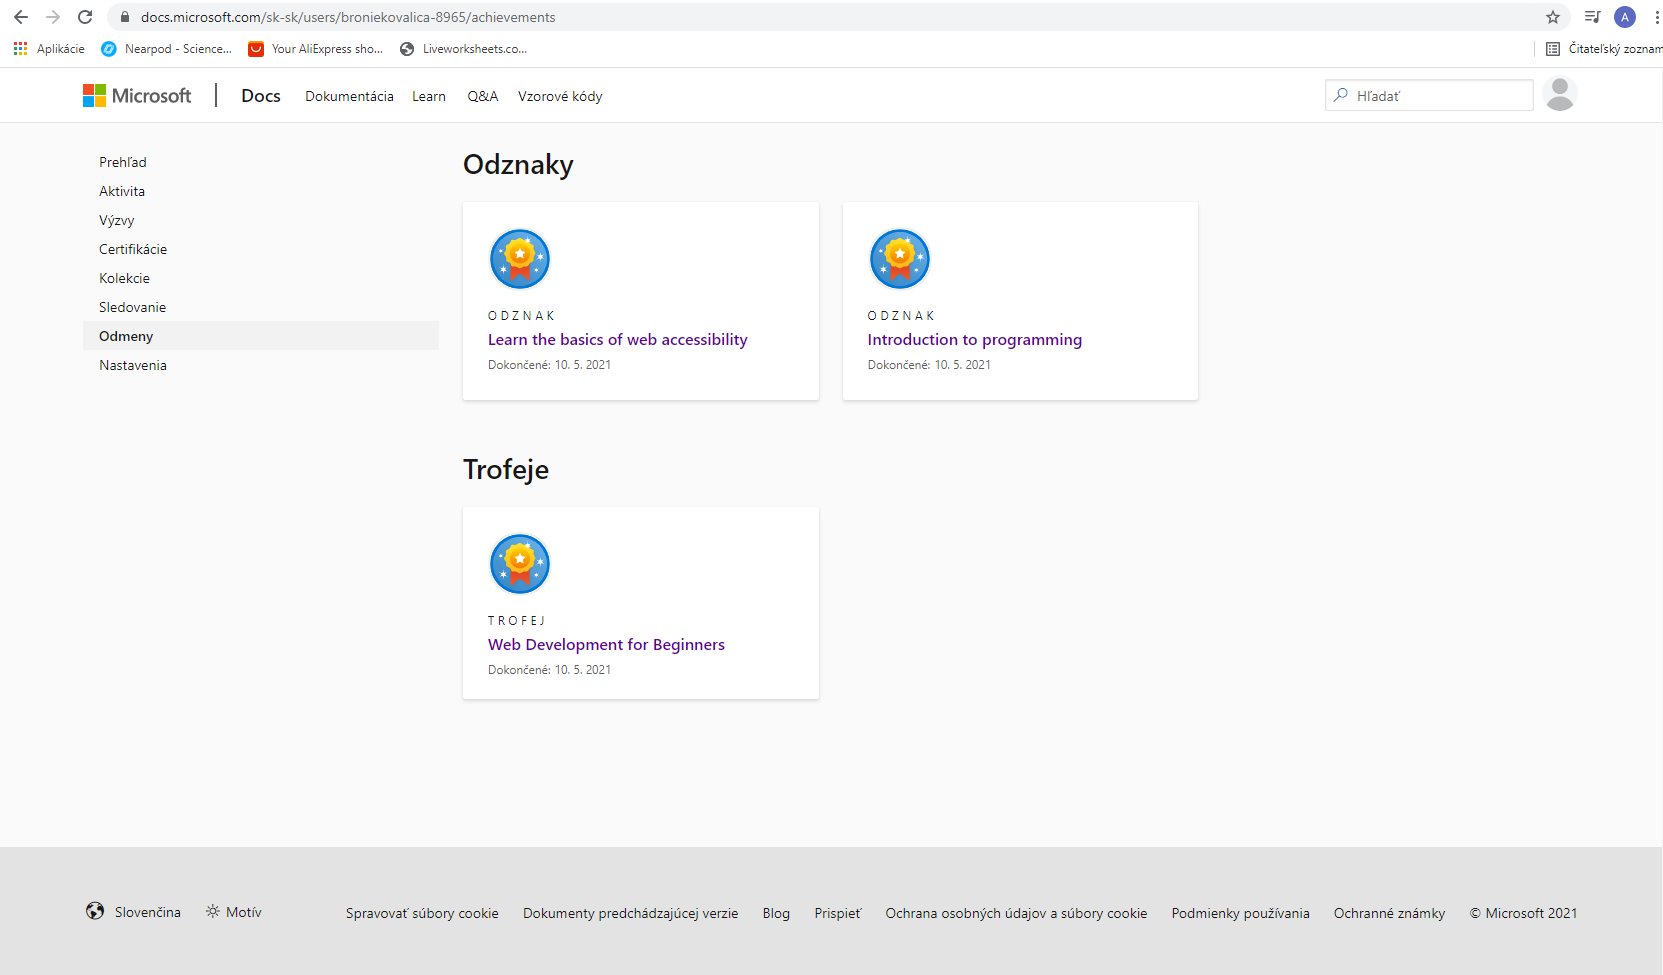 docs.microsoft.com/sk-sk/users/broniekovalica-8965/achievements
A
Aplikácie Nearpod - Science... Your AliExpress sho... Liveworksheets.co... Čitateľský zoznam
Microsoft Docs Dokumentácia Learn Q&A Vzorové kódy Hľadať
Prehľad
Aktivita
Výzvy
Certifikácie
Kolekcie
Sledovanie
Odmeny
Nastavenia
Odznaky
ODZNAK
Learn the basics of web accessibility
Dokončené: 10. 5. 2021
ODZNAK
Introduction to programming
Dokončené: 10. 5. 2021
Trofeje
TROFEJ
Web Development for Beginners
Dokončené: 10. 5. 2021
Slovenčina Motív Spravovať súbory cookie Dokumenty predchádzajúcej verzie Blog Prispieť Ochrana osobných údajov a súbory cookie Podmienky používania Ochranné známky © Microsoft 2021